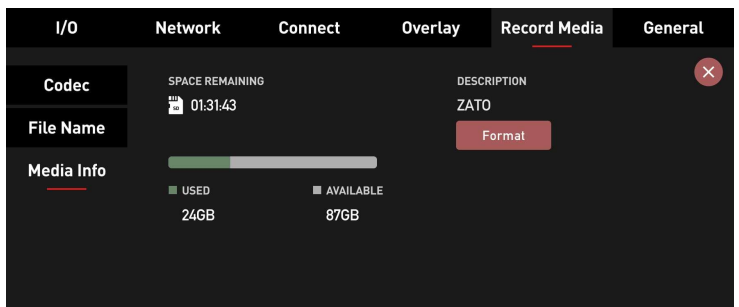 I/O Network Connect Overlay Record Media General
Codec
File Name
Media Info
SPACE REMAINING
SD 01:31:43
DESCRIPTION
ZATO
Format
USED
24GB
AVAILABLE
87GB